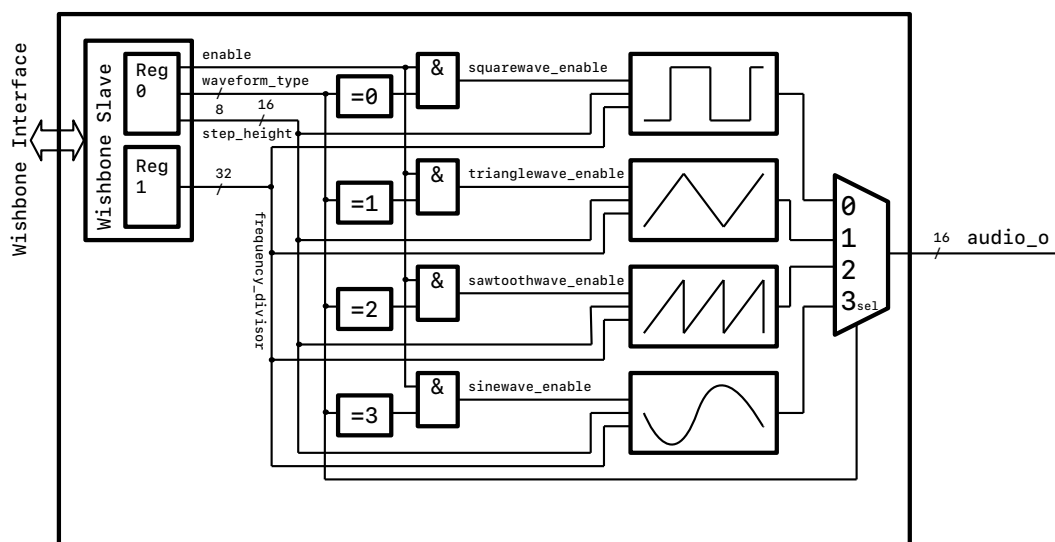 Wishbone Interface
Wishbone Slave
Reg
0
Reg
1
enable
waveform_type
8
16
step_height
32
frequency_divisor
=0
&
squarewave_enable
=1
&
trianglewave_enable
=2
&
sawtoothwave_enable
=3
&
sinewave_enable
0
1
2
3sel
16
audio_o